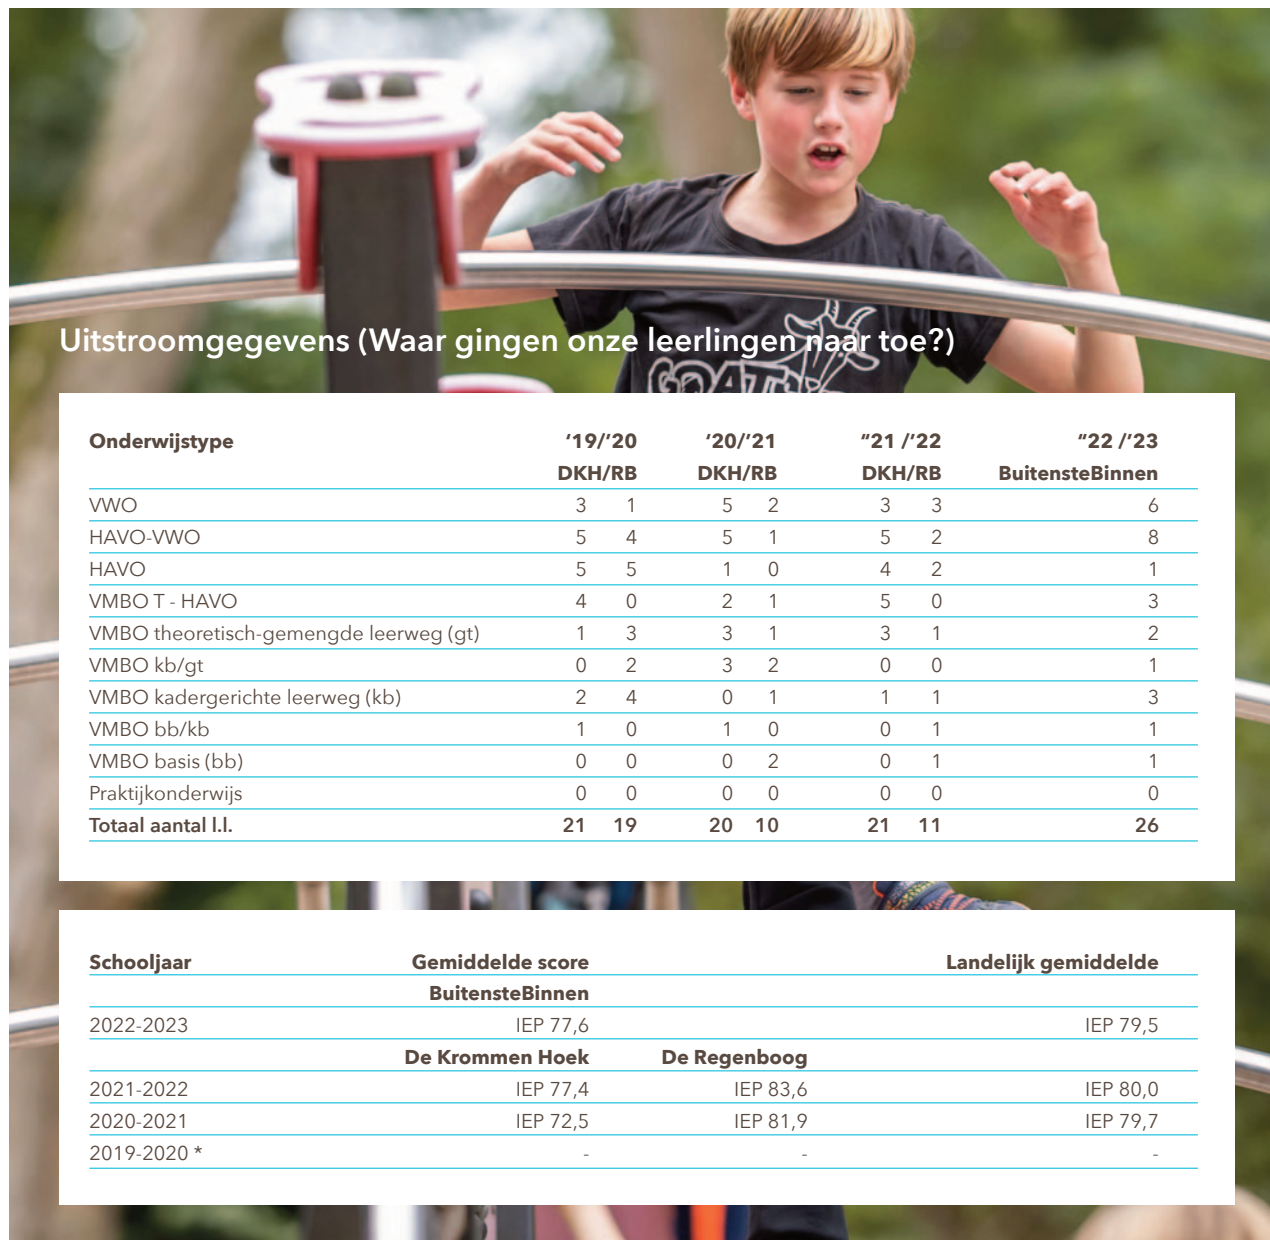 GOAT
Uitstroomgegevens (Waar gingen onze leerlingen naar toe?)
Onderwijstype ‘19/’20 ‘20/’21 “21 /’22 “22 /’23
DKH/RB DKH/RB DKH/RB BuitensteBinnen
VWO 3 1 5 2 3 3 6
HAVO-VWO 5 4 5 1 5 2 8
HAVO 5 5 1 0 4 2 1
VMBO T - HAVO 4 0 2 1 5 0 3
VMBO theoretisch-gemengde leerweg (gt) 1 3 3 1 3 1 2
VMBO kb/gt 0 2 3 2 0 0 1
VMBO kadergerichte leerweg (kb) 2 4 0 1 1 1 3
VMBO bb/kb 1 0 1 0 0 1 1
VMBO basis (bb) 0 0 0 2 0 1 1
Praktijkonderwijs 0 0 0 0 0 0 0
Totaal aantal l.l. 21 19 20 10 21 11 26
Schooljaar Gemiddelde score Landelijk gemiddelde
BuitensteBinnen
2022-2023 IEP 77,6 IEP 79,5
De Krommen Hoek De Regenboog
2021-2022 IEP 77,4 IEP 83,6 IEP 80,0
2020-2021 IEP 72,5 IEP 81,9 IEP 79,7
2019-2020 * - - -